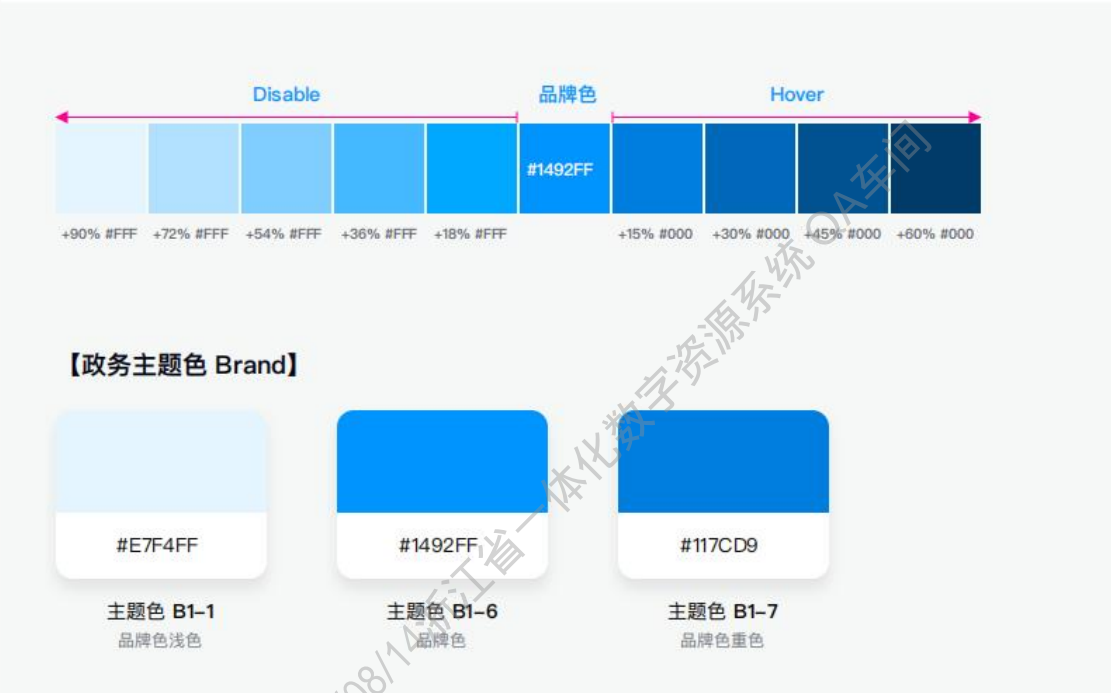 Disable 品牌色 Hover
#1492FF
+90% #FFF +72% #FFF +54% #FFF +36% #FFF +18% #FFF +15% #000 +30% #000 +45% #000 +60% #000
【政务主题色 Brand】
#E7F4FF #1492FF #117CD9
主题色 B1-1 主题色 B1-6 主题色 B1-7
品牌色浅色 品牌色 品牌色重色
08/14浙江省一体化数字资源系统 QA车间